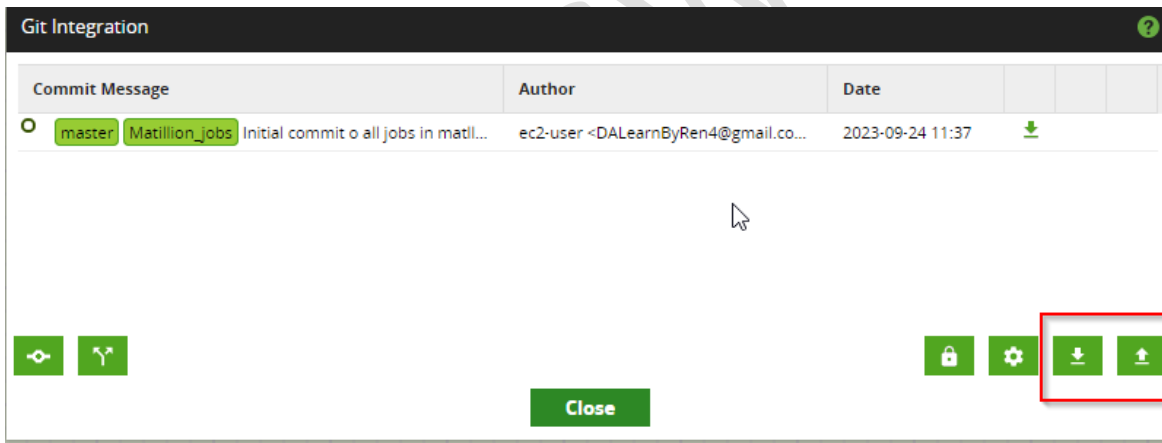 Git Integration
?
Commit Message Author Date
master Matillion_jobs Initial commit o all jobs in matll... ec2-user <DALearnByRen4@gmail.co... 2023-09-24 11:37
Close